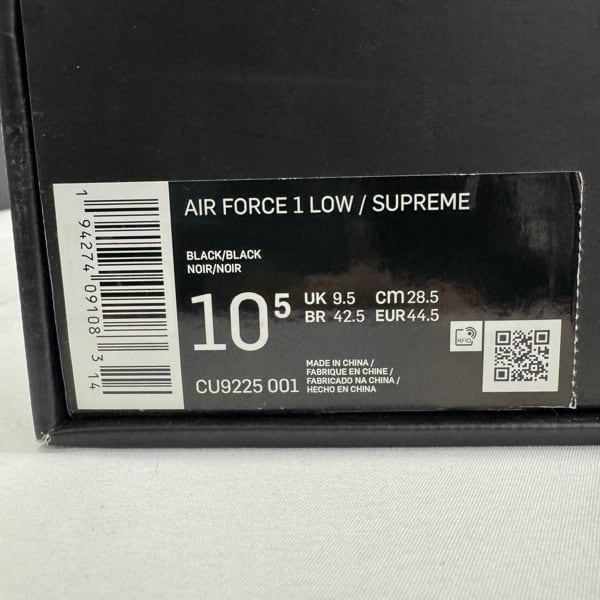 AIR FORCE 1 LOW / SUPREME
BLACK/BLACK
NOIR/NOIR
10 5
UK 9.5 cm 28.5
BR 42.5 EUR 44.5
RFID
CU9225 001
MADE IN CHINA /
FABRIQUE EN CHINE /
FABRICADO NA CHINA /
HECHO EN CHINA
1 94274 09108 3 14